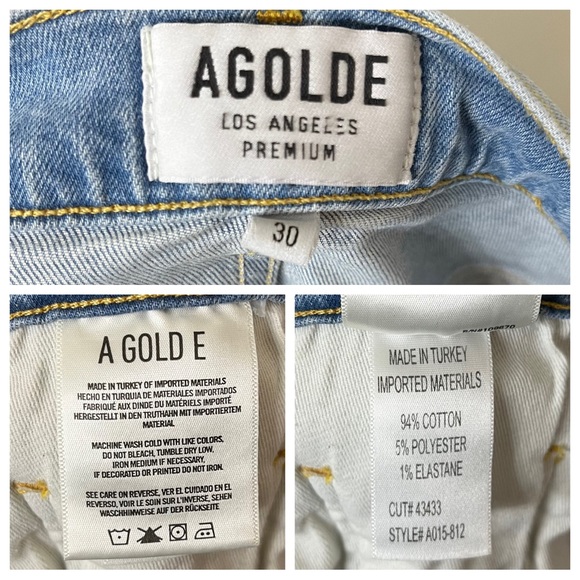 AGOLDE
LOS ANGELES
PREMIUM
30
A GOLD E
MADE IN TURKEY OF IMPORTED MATERIALS
HECHO EN TURQUIA DE MATERIALES IMPORTADOS
FABRIQUÉ AUX DINDE DU MATÉRIELS IMPORTÉ
HERGESTELLT IN DEN TRUTHAHN MIT IMPORTIERTEM
MATERIAL
MACHINE WASH COLD WITH LIKE COLORS,
DO NOT BLEACH, TUMBLE DRY LOW.
IRON MEDIUM IF NECESSARY,
IF DECORATED OR PRINTED DO NOT IRON.
SEE CARE ON REVERSE, VER EL CUIDADO EN EL
REVERSO, VOIR LE SOIN SUR L'INVERSE, SEHEN
WASCHHINWEISE AUF DER RÜCKSEITE
MADE IN TURKEY
IMPORTED MATERIALS
94% COTTON
5% POLYESTER
1% ELASTANE
CUT# 43433
STYLE# A015-812